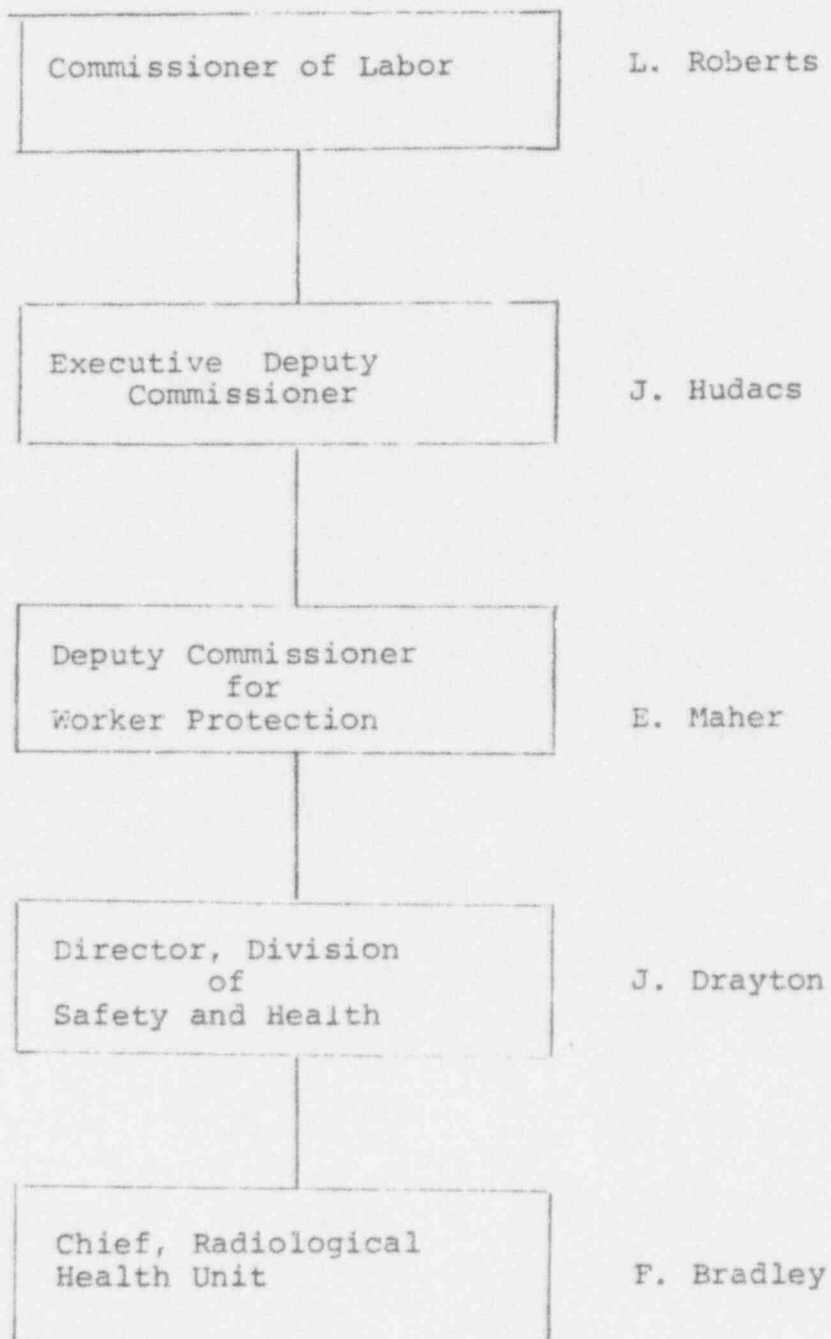 Commissioner of Labor
L. Roberts
Executive Deputy
Commissioner
J. Hudacs
Deputy Commissioner
for
Worker Protection
E. Maher
Director, Division
of
Safety and Health
J. Drayton
Chief, Radiological
Health Unit
F. Bradley